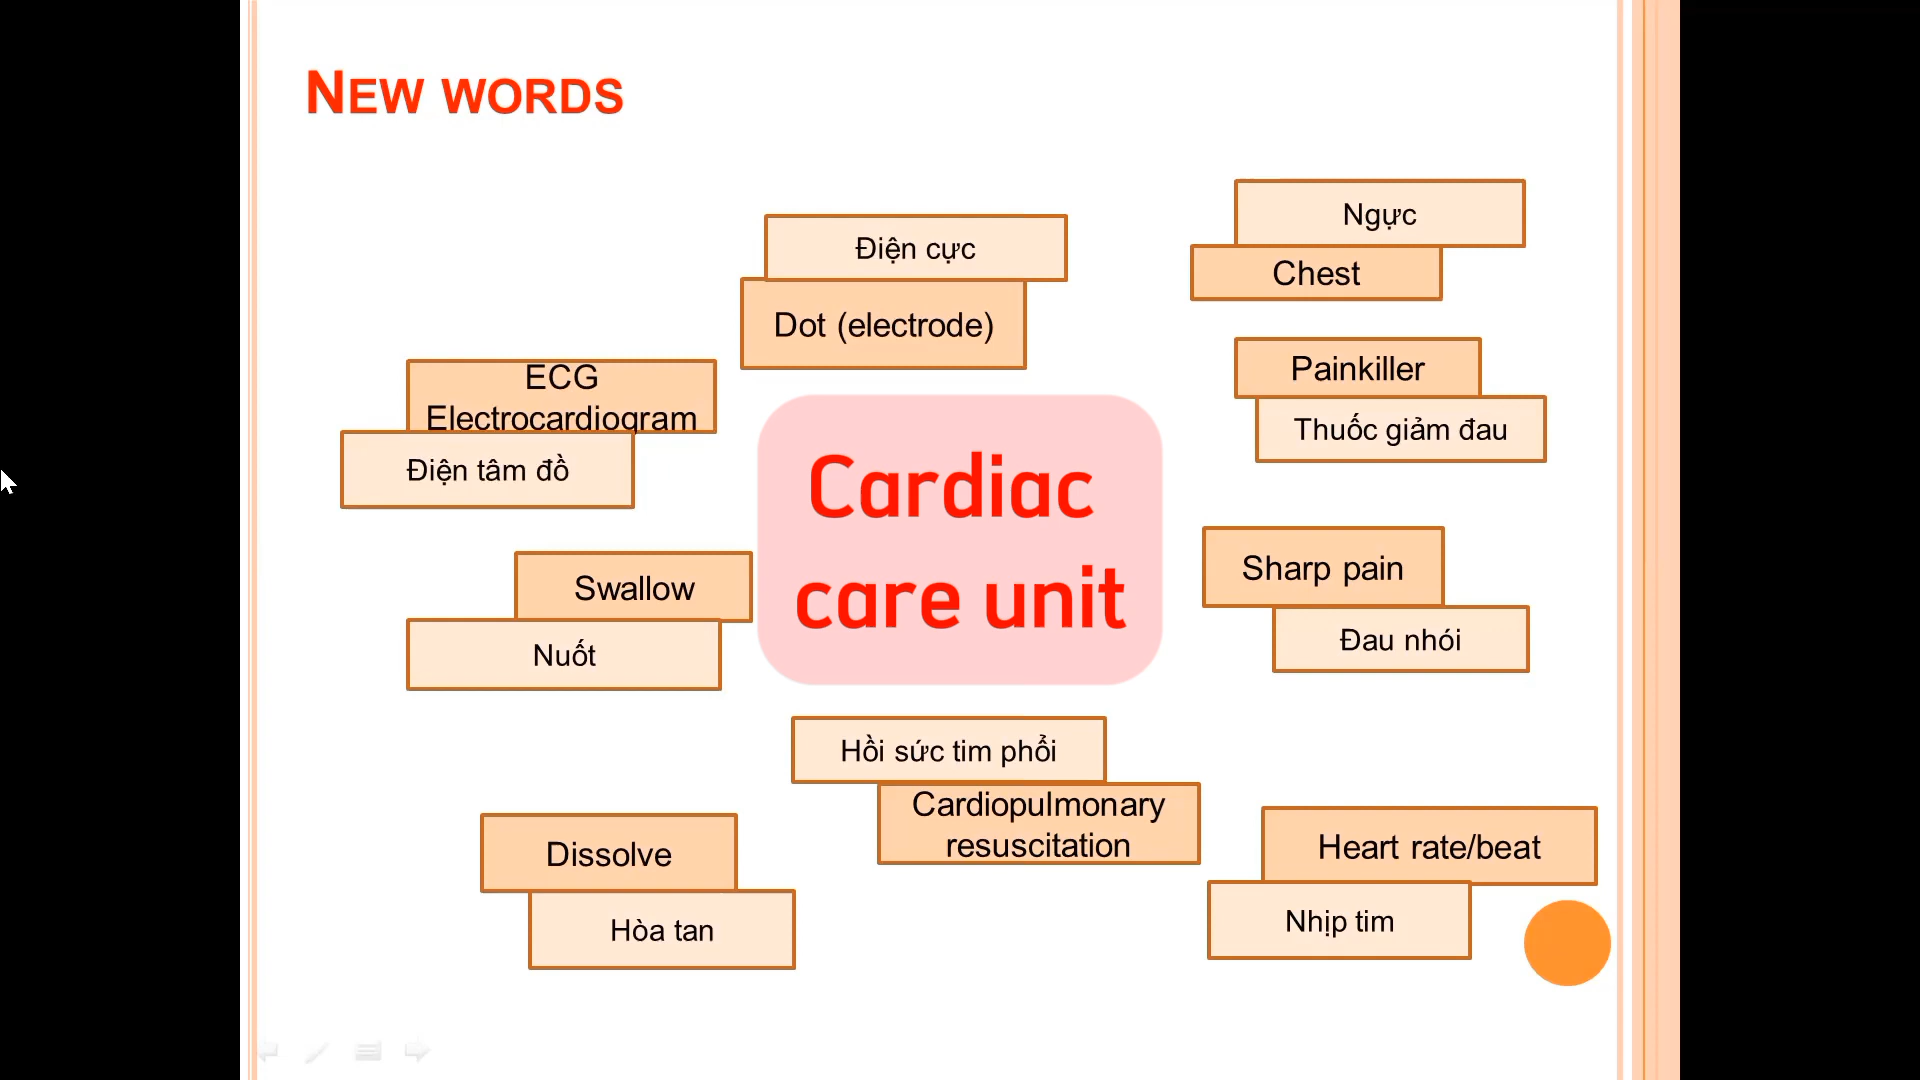 NEW WORDS
Ngực
Chest
Điện cực
Dot (electrode)
Painkiller
Thuốc giảm đau
ECG
Electrocardiogram
Điện tâm đồ
Cardiac
care unit
Sharp pain
Đau nhói
Swallow
Nuốt
Hồi sức tim phổi
Cardiopulmonary
resuscitation
Dissolve
Hòa tan
Heart rate/beat
Nhịp tim